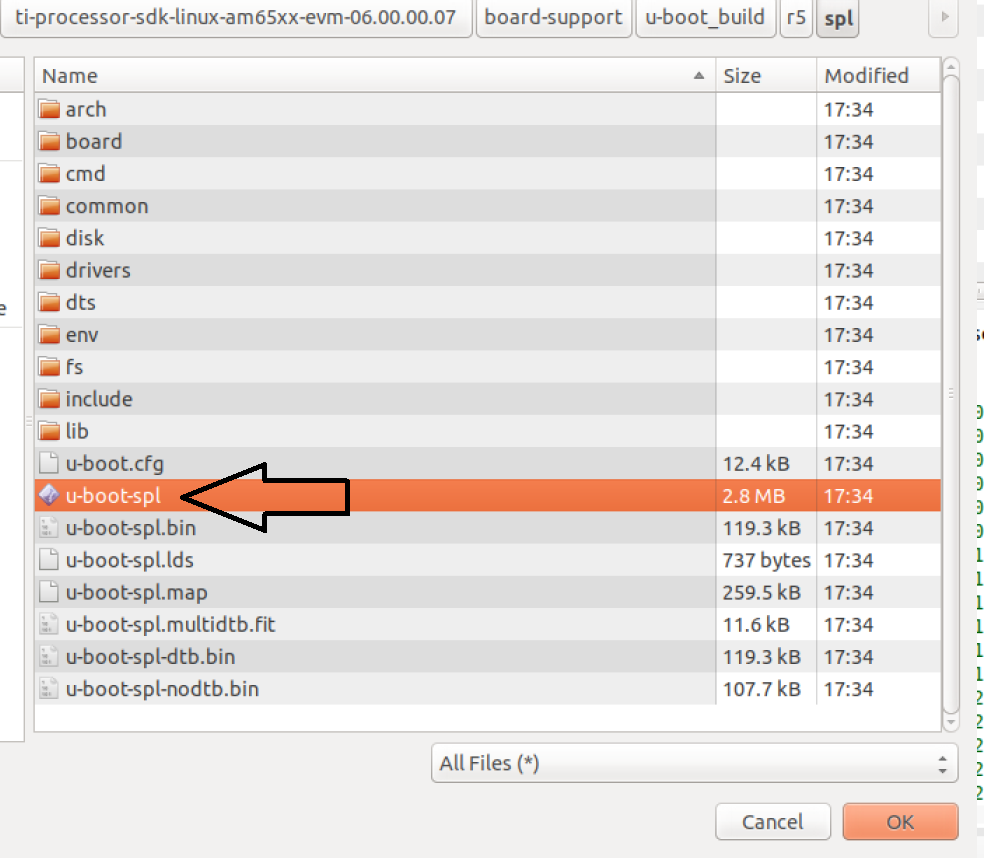 ti-processor-sdk-linux-am65xx-evm-06.00.00.07 board-support u-boot_build r5 spl
Name Size Modified
arch 17:34
board 17:34
cmd 17:34
common 17:34
disk 17:34
drivers 17:34
dts 17:34
env 17:34
fs 17:34
include 17:34
lib 17:34
u-boot.cfg 12.4 kB 17:34
u-boot-spl 2.8 MB 17:34
u-boot-spl.bin 119.3 kB 17:34
u-boot-spl.lds 737 bytes 17:34
u-boot-spl.map 259.5 kB 17:34
u-boot-spl.multidtb.fit 11.6 kB 17:34
u-boot-spl-dtb.bin 119.3 kB 17:34
u-boot-spl-nodtb.bin 107.7 kB 17:34
All Files (*)
Cancel OK